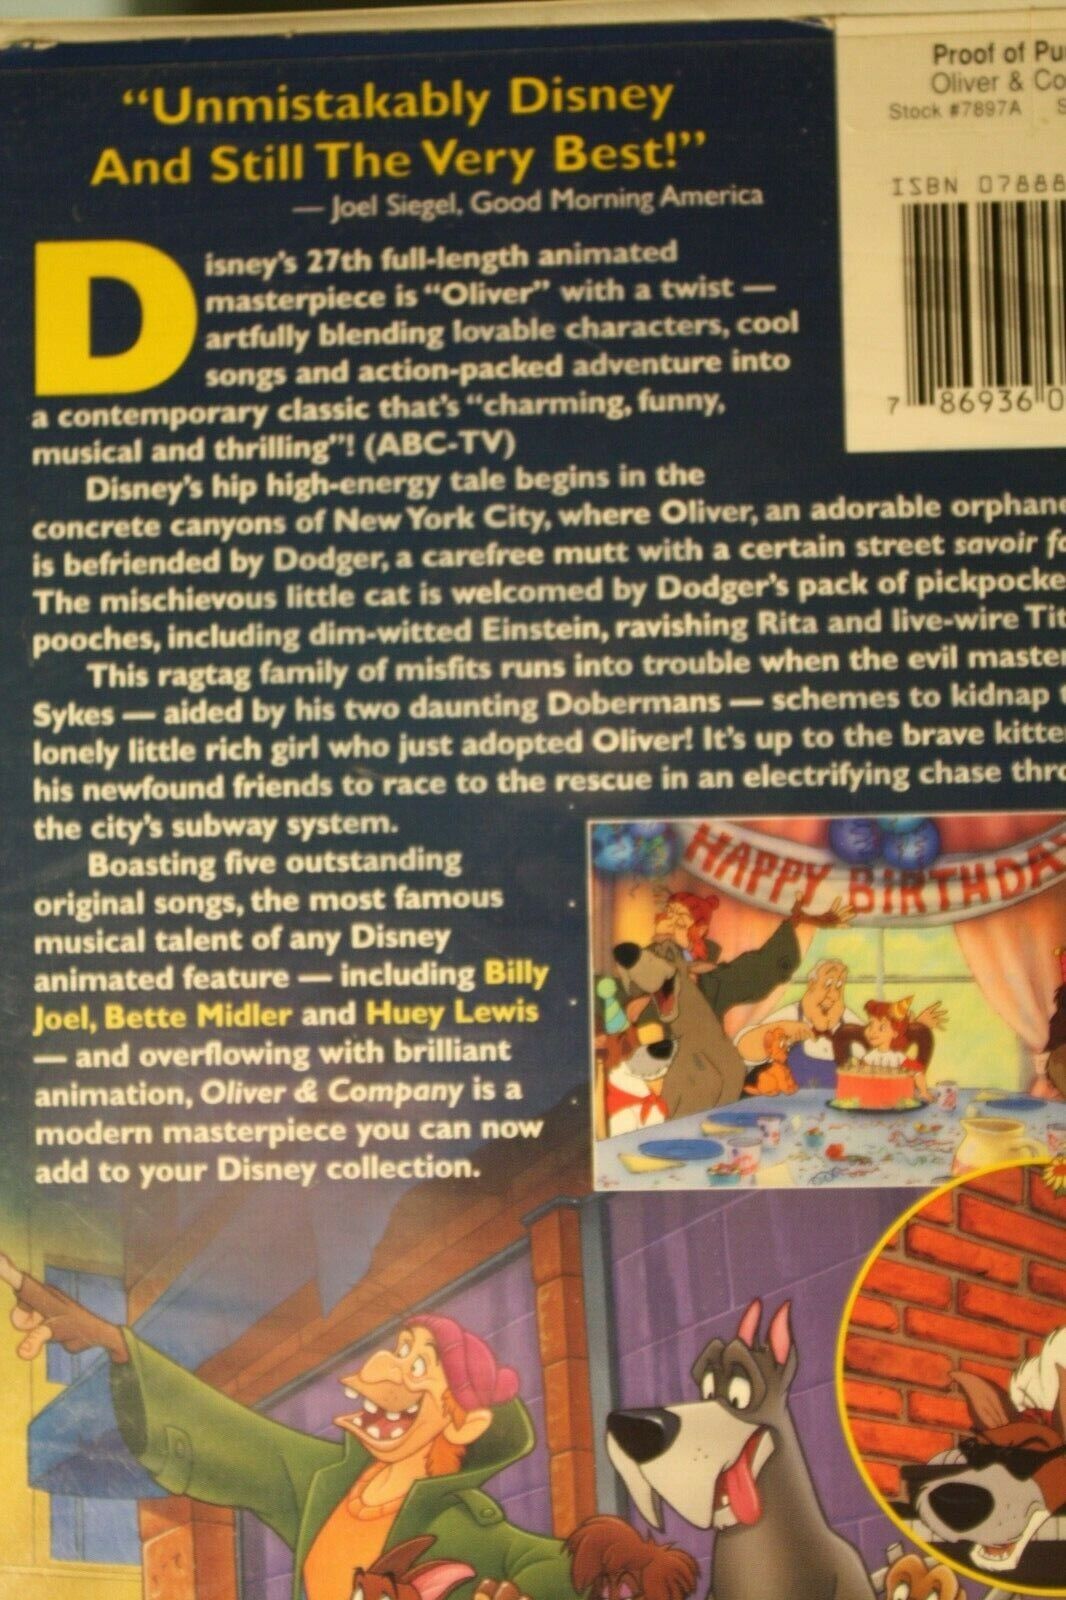 "Unmistakably Disney
And Still The Very Best!"
— Joel Siegel, Good Morning America
Proof of Pu
Oliver & Co
Stock #7897A S
ISBN 07888
7 86936 0
Disney's 27th full-length animated
masterpiece is "Oliver" with a twist —
artfully blending lovable characters, cool
songs and action-packed adventure into
a contemporary classic that's "charming, funny,
musical and thrilling"! (ABC-TV)
Disney's hip high-energy tale begins in the
concrete canyons of New York City, where Oliver, an adorable orphane
is befriended by Dodger, a carefree mutt with a certain street savoir fa
The mischievous little cat is welcomed by Dodger's pack of pickpocke
pooches, including dim-witted Einstein, ravishing Rita and live-wire Tit
This ragtag family of misfits runs into trouble when the evil master
Sykes — aided by his two daunting Dobermans — schemes to kidnap t
lonely little rich girl who just adopted Oliver! It's up to the brave kitte
his newfound friends to race to the rescue in an electrifying chase thro
the city's subway system.
Boasting five outstanding
original songs, the most famous
musical talent of any Disney
animated feature — including Billy
Joel, Bette Midler and Huey Lewis
— and overflowing with brilliant
animation, Oliver & Company is a
modern masterpiece you can now
add to your Disney collection.
HAPPY BIRTHDAY